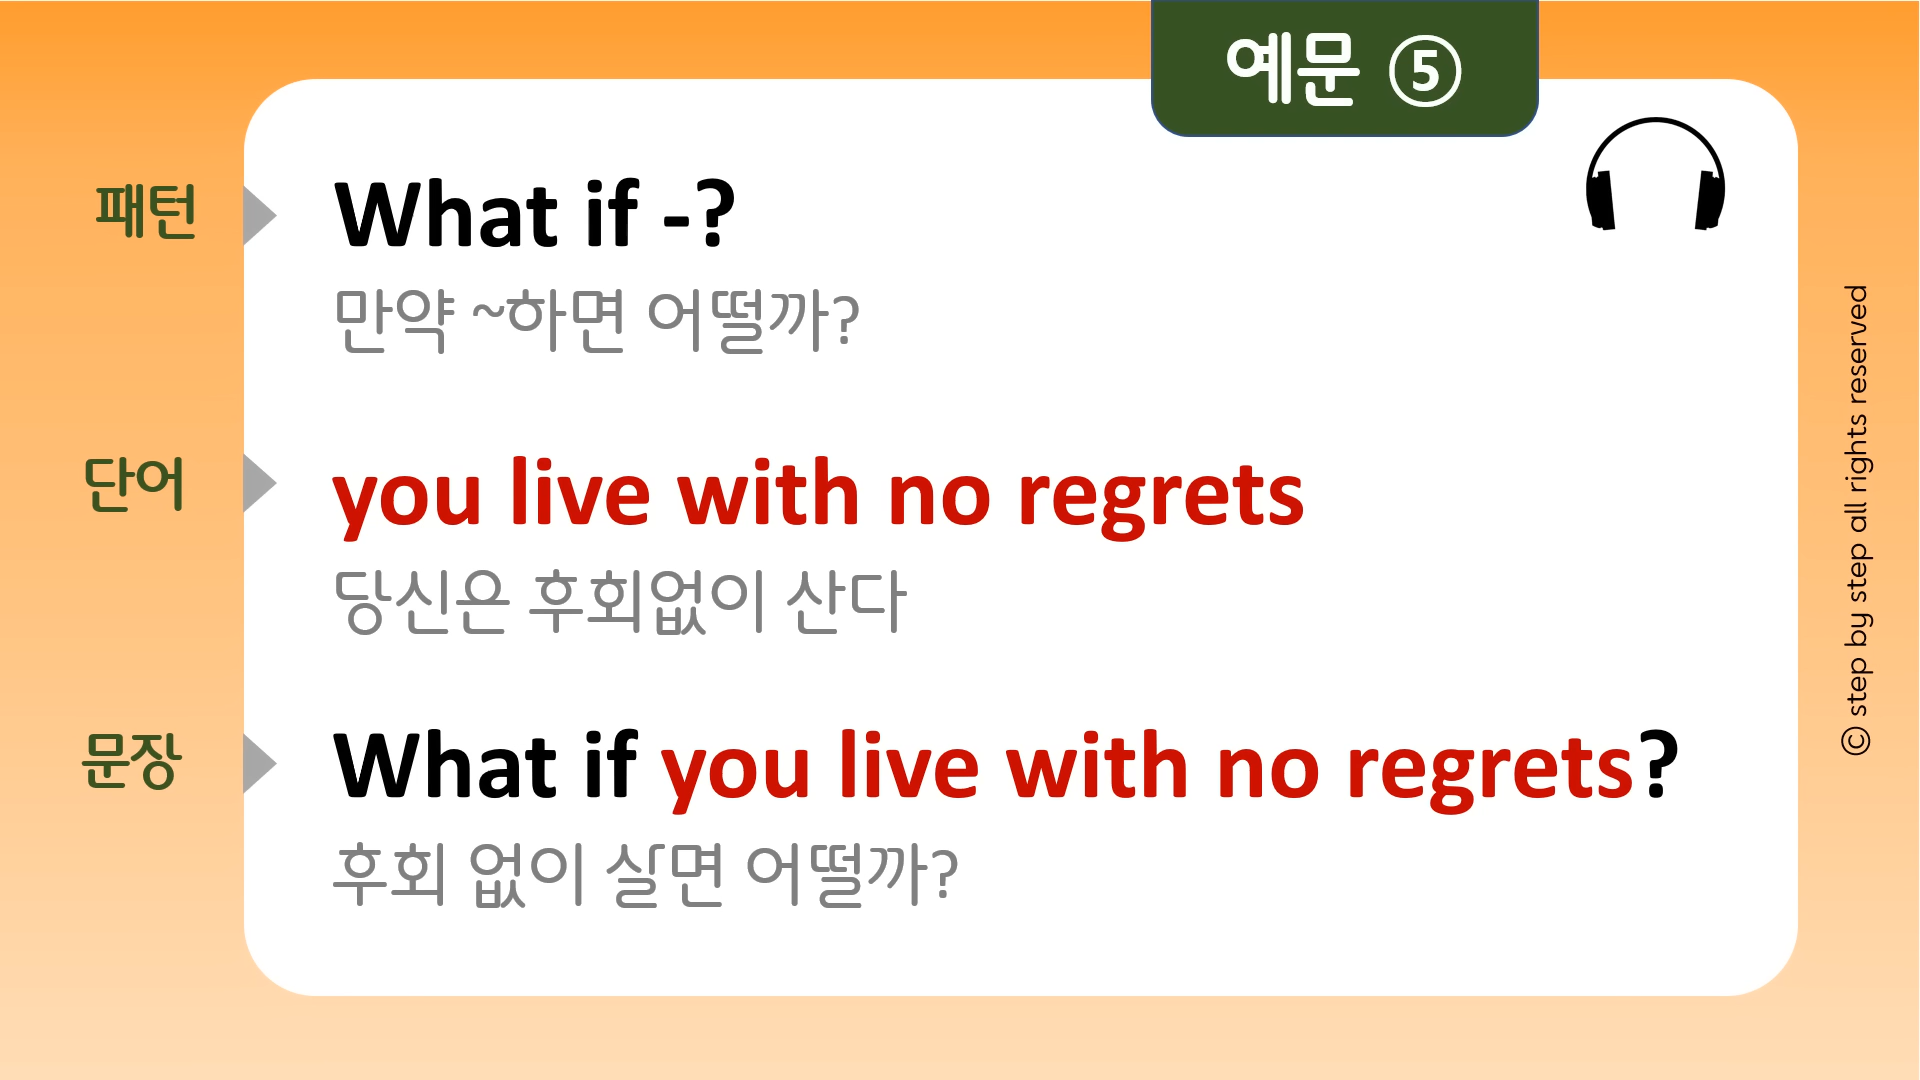 예문 ⑤
패턴
What if -?
만약 ~하면 어떨까?
단어
you live with no regrets
당신은 후회없이 산다
문장
What if you live with no regrets?
후회 없이 살면 어떨까?
© step by step all rights reserved